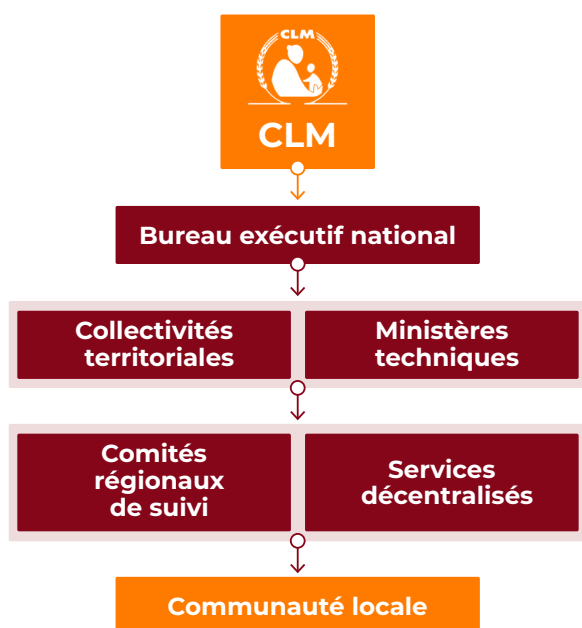 CLM
CLM
Bureau exécutif national
Collectivités
territoriales
Ministères
techniques
Comités
régionaux
de suivi
Services
décentralisés
Communauté locale